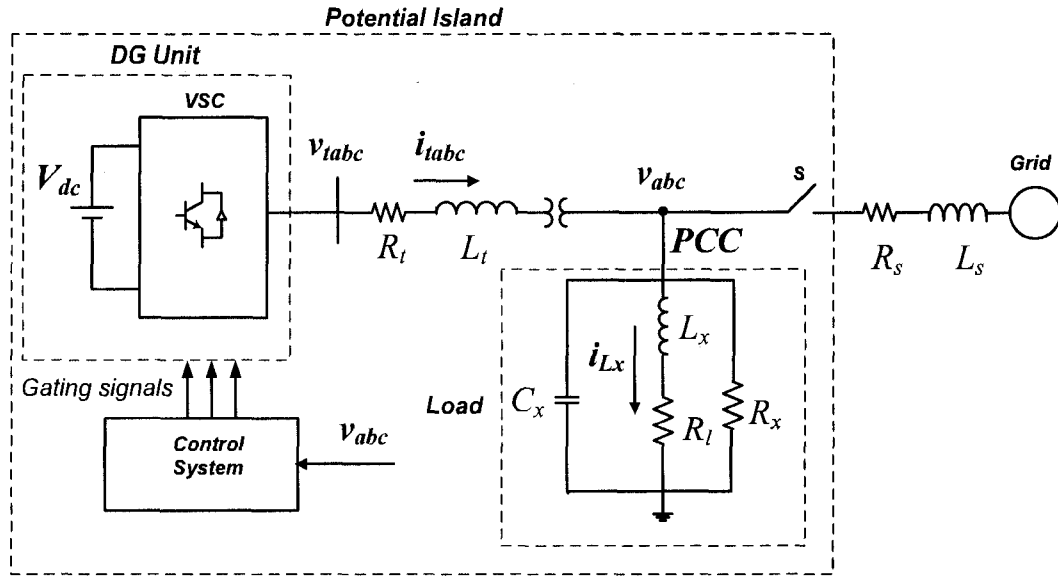 Potential Island
DG Unit
VSC
V_dc
v_tabc
i_tabc
R_t
L_t
v_abc
PCC
S
R_s
L_s
Grid
Gating signals
Control
System
v_abc
Load
C_x
i_Lx
L_x
R_l
R_x